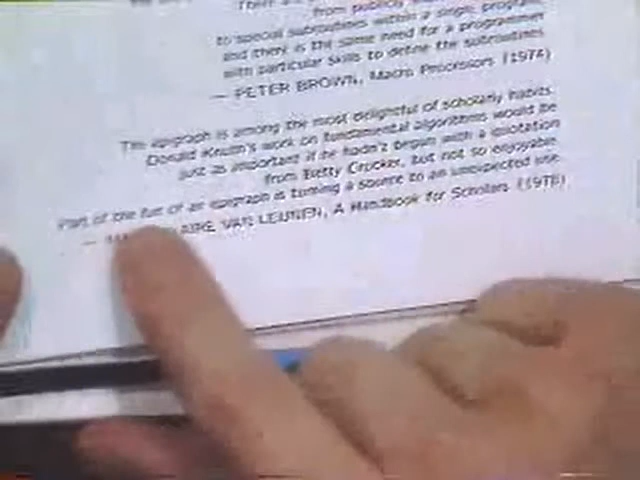 There
from publicly
to special subroutines within a single program,
and there is the same need for a programmer
with particular skills to define the subroutines.
— PETER BROWN, Macro Processors (1974)
The epigraph is among the most delightful of scholarly habits.
Donald Knuth's work on fundamental algorithms would be
just as important if he hadn't begun with a quotation
from Betty Crocker, but not so enjoyable.
Part of the fun of an epigraph is turning a source to an unexpected use.
— CLAIRE VAN LEUNEN, A Handbook for Scholars (1978)